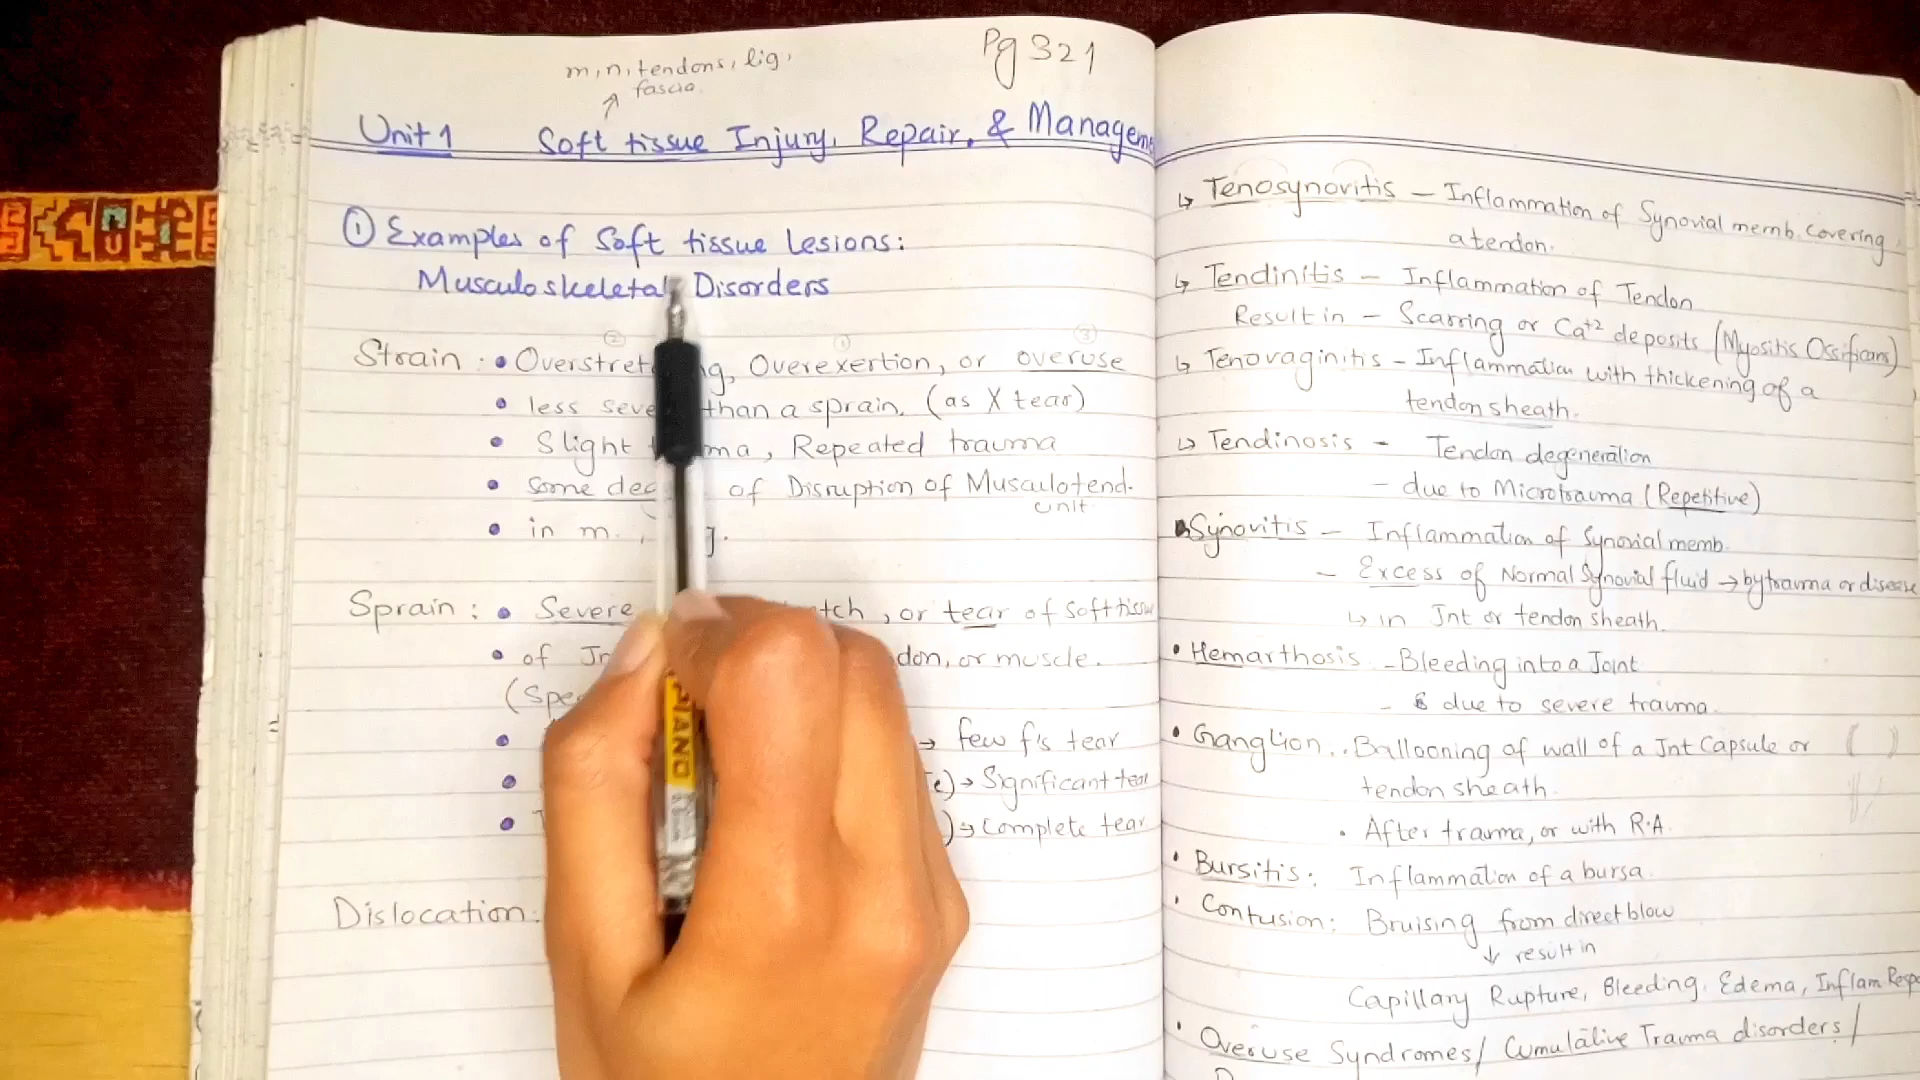 Pg 321
m, n, tendons, lig,
fascia.
Unit 1 Soft tissue Injury, Repair, & Managem
① Examples of Soft tissue Lesions:
Musculoskeletal Disorders
② ① ③
Strain: • Overstret g, Overexertion, or overuse
• less seve than a sprain. (as X tear)
• Slight ma, Repeated trauma
• some deg of Disruption of Musculotend.
unit
• in m.
Sprain: • Severe tch, or tear of soft tissu
• of Jn don, or muscle.
(Spe
• → few f's tear
• ) → Significant tear
• ) → Complete tear
Dislocation:
↳ Tenosynovitis – Inflammation of Synovial memb. covering
a tendon.
↳ Tendinitis – Inflammation of Tendon
Result in – Scarring or Ca+2 deposits (Myositis Ossificans)
↳ Tenovaginitis – Inflammation with thickening of a
tendon sheath.
↳ Tendinosis – Tendon degeneration
– due to Microtrauma (Repetitive)
• Synovitis – Inflammation of Synovial memb.
– Excess of Normal Synovial fluid → by trauma or disease
↳ in Jnt or tendon sheath.
• Hemarthosis – Bleeding into a Joint
– due to severe trauma.
• Ganglion.. Ballooning of wall of a Jnt Capsule or ( )
tendon sheath.
• After trauma, or with R.A.
• Bursitis: Inflammation of a bursa.
• Contusion: Bruising from direct blow
↓ result in
Capillary Rupture, Bleeding, Edema, Inflam Resp
• Overuse Syndromes/ Cumulative Trauma disorders/
NANO